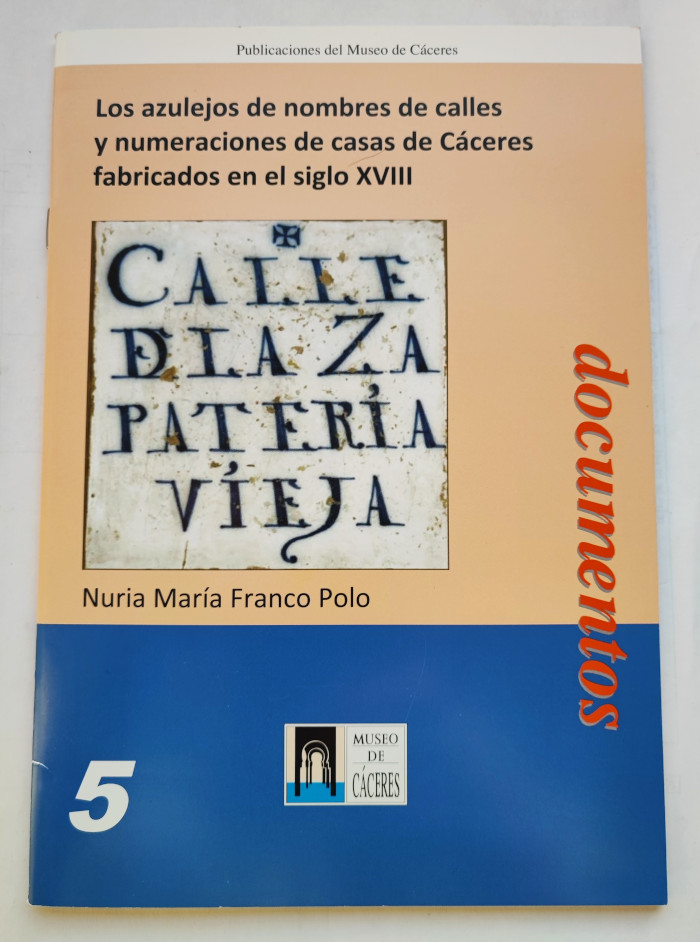 Publicaciones del Museo de Cáceres
Los azulejos de nombres de calles
y numeraciones de casas de Cáceres
fabricados en el siglo XVIII
CALLE
DLAZA
PATERÍA
VIEJA
Nuria María Franco Polo
documentos
5
MUSEO
DE
CÁCERES